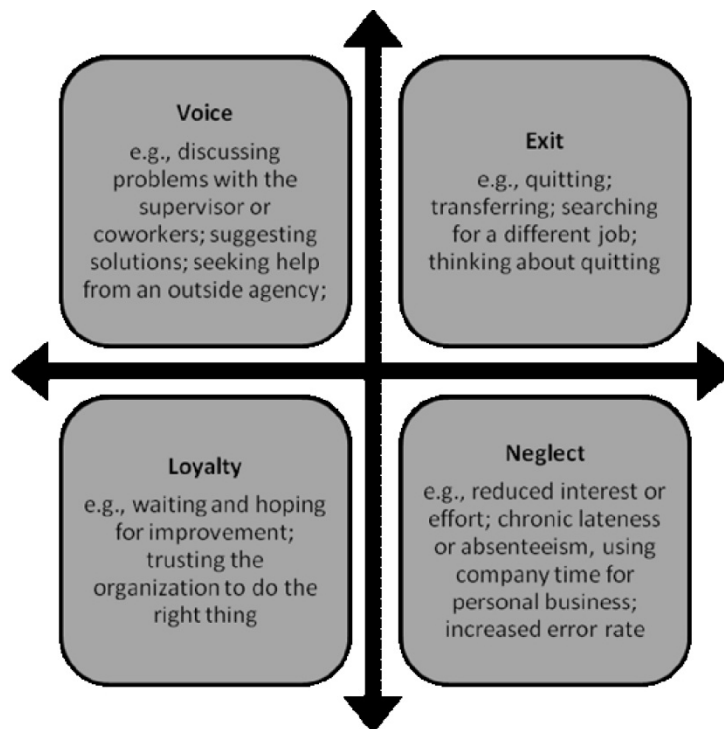 Voice
e.g., discussing
problems with the
supervisor or
coworkers; suggesting
solutions; seeking help
from an outside agency;
Exit
e.g., quitting;
transferring; searching
for a different job;
thinking about quitting
Loyalty
e.g., waiting and hoping
for improvement;
trusting the
organization to do the
right thing
Neglect
e.g., reduced interest or
effort; chronic lateness
or absenteeism, using
company time for
personal business;
increased error rate